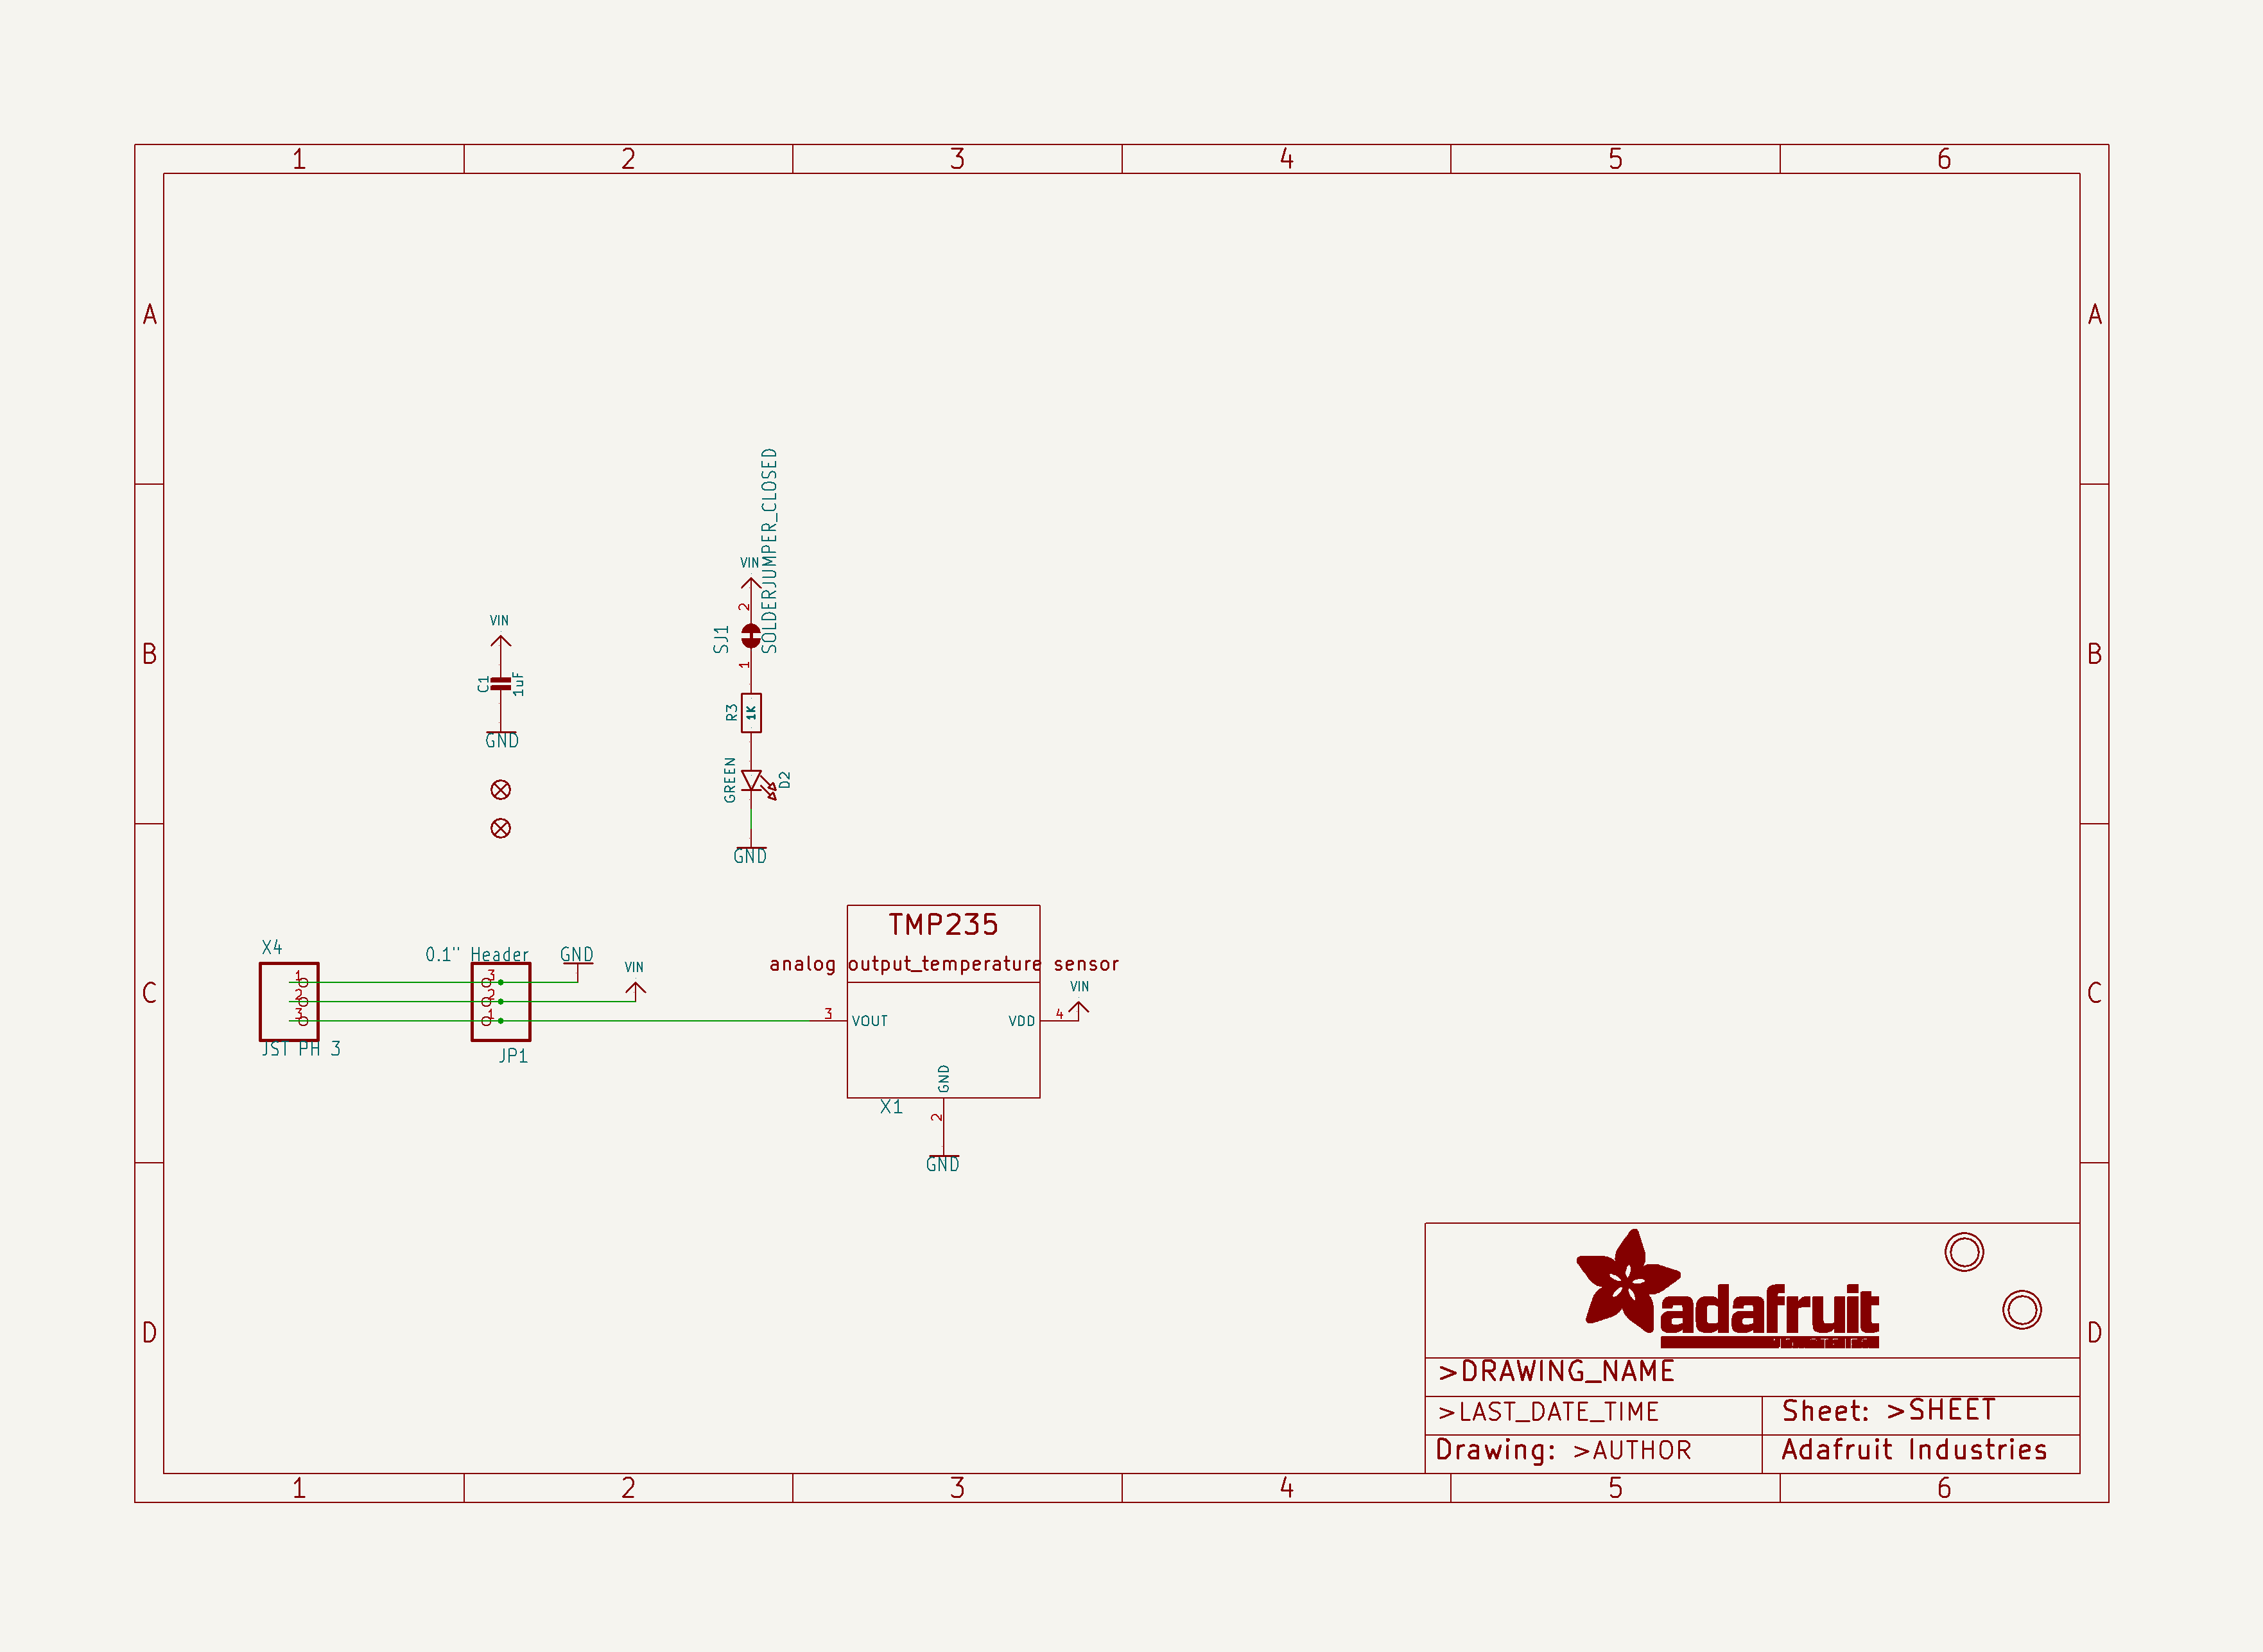 1 2 3 4 5 6
A A
SOLDERJUMPER_CLOSED
VIN
2
SJ1
1
VIN
C1
1uF
GND
R3
1K
GREEN
D2
GND
B B
TMP235
analog output_temperature sensor
X4
0.1" Header
GND
VIN
VIN
1
2
3
3
2
1
JST PH 3
JP1
3
VOUT
VDD
4
GND
X1
2
GND
C C
adafruit
D D
>DRAWING_NAME
>LAST_DATE_TIME
Sheet: >SHEET
Drawing: >AUTHOR
Adafruit Industries
1 2 3 4 5 6